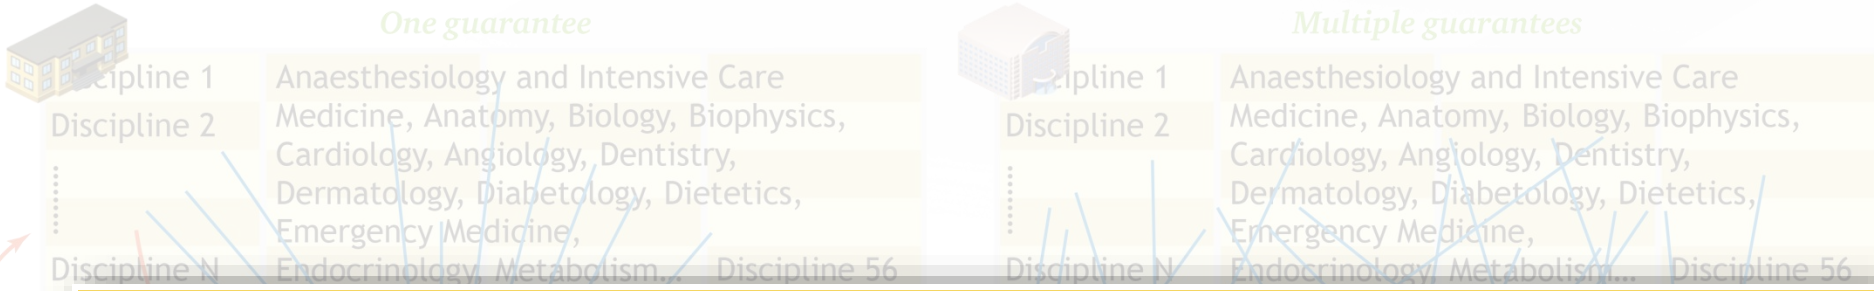 One guarantee
Multiple guarantees
cipline 1
Anaesthesiology and Intensive Care
Discipline 2
Medicine, Anatomy, Biology, Biophysics,
Cardiology, Angiology, Dentistry,
Dermatology, Diabetology, Dietetics,
Emergency Medicine,
Discipline N
Endocrinology, Metabolism... Discipline 56
ipline 1
Anaesthesiology and Intensive Care
Discipline 2
Medicine, Anatomy, Biology, Biophysics,
Cardiology, Angiology, Dentistry,
Dermatology, Diabetology, Dietetics,
Emergency Medicine,
Discipline N
Endocrinology, Metabolism... Discipline 56